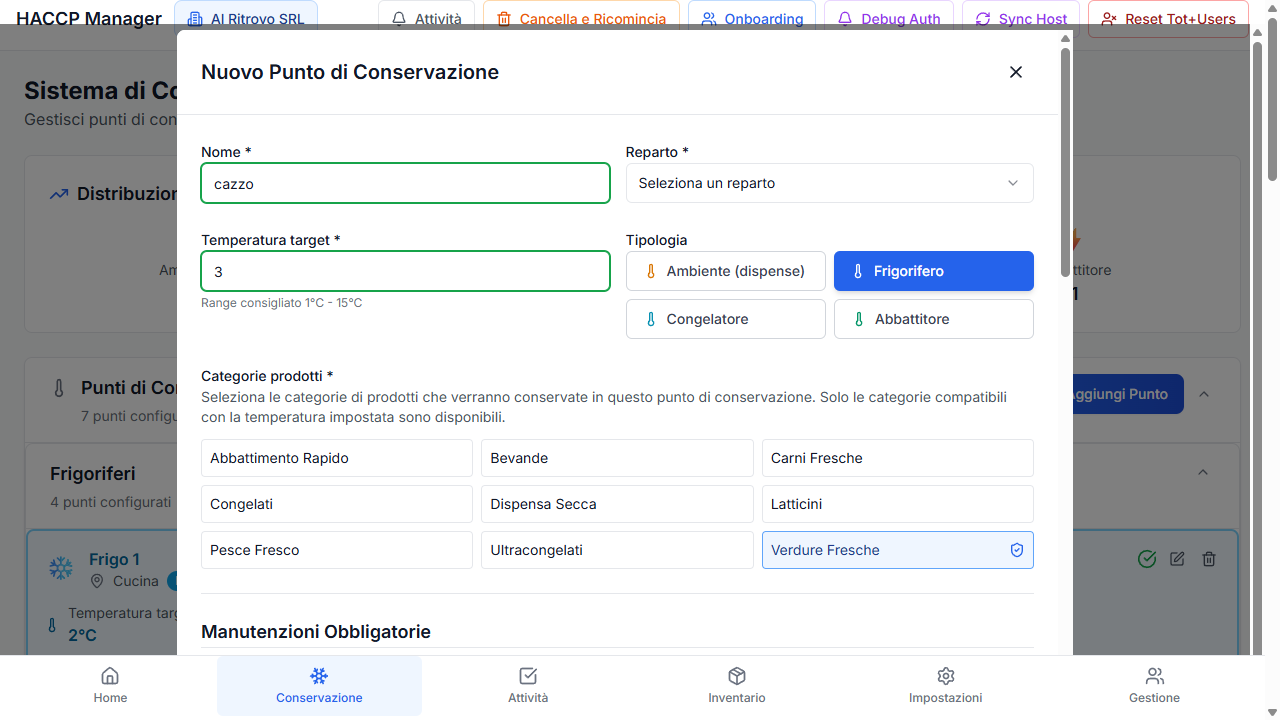 HACCP Manager
Al Ritrovo SRL
Attività
Cancella e Ricomincia
Onboarding
Debug Auth
Sync Host
Reset Tot+Users
Sistema di Co
Gestisci punti di con
Nuovo Punto di Conservazione
Distribuzion
Am
ttitore
1
Nome *
cazzo
Reparto *
Seleziona un reparto
Temperatura target *
3
Range consigliato 1°C - 15°C
Tipologia
Ambiente (dispense)
Frigorifero
Congelatore
Abbattitore
Punti di Co
7 punti configu
Aggiungi Punto
Categorie prodotti *
Seleziona le categorie di prodotti che verranno conservate in questo punto di conservazione. Solo le categorie compatibili
con la temperatura impostata sono disponibili.
Abbattimento Rapido
Bevande
Carni Fresche
Congelati
Dispensa Secca
Latticini
Pesce Fresco
Ultracongelati
Verdure Fresche
Frigoriferi
4 punti configurati
Frigo 1
Cucina
Temperatura targ
2°C
Manutenzioni Obbligatorie
Home
Conservazione
Attività
Inventario
Impostazioni
Gestione